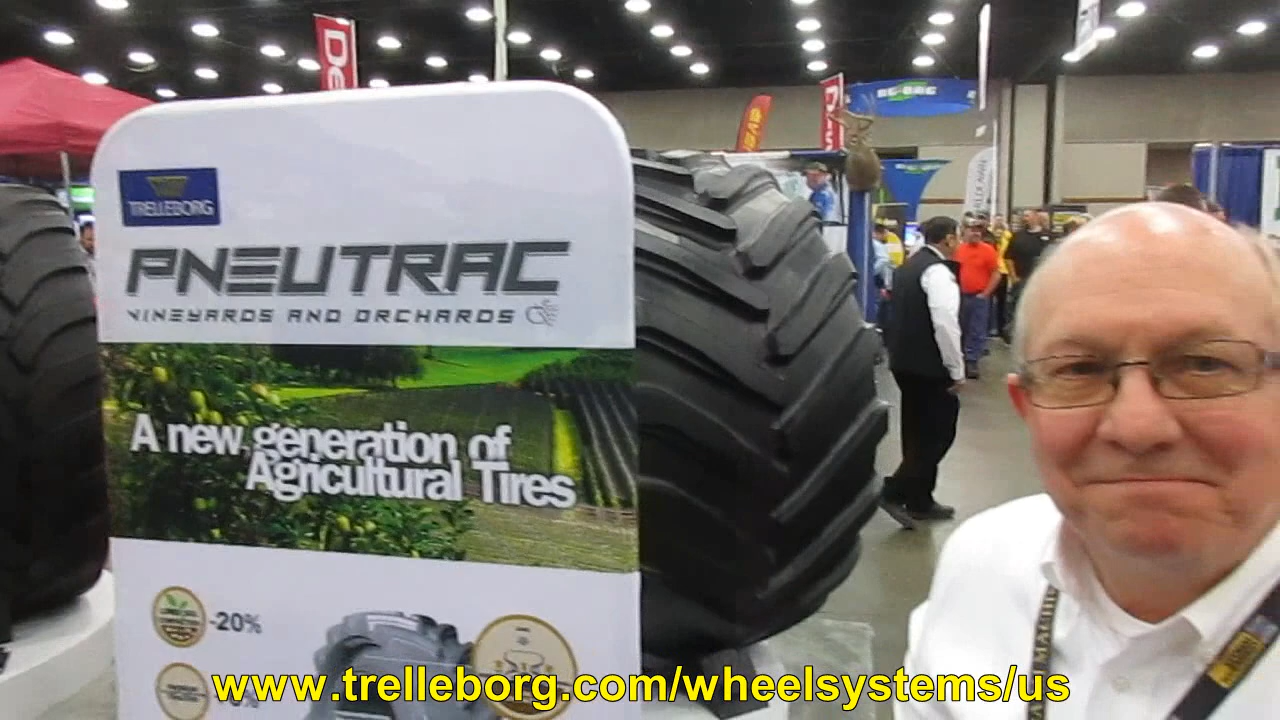 TRELLEBORG
PNEUTRAC
VINEYARDS AND ORCHARDS
A new generation of
Agricultural Tires
-20%
www.trelleborg.com/wheelsystems/us